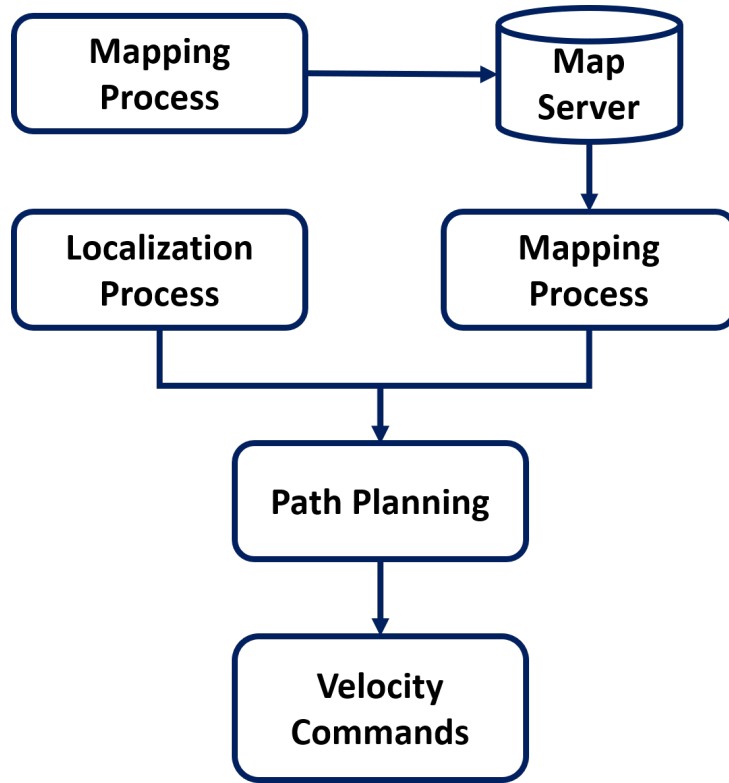 Mapping
Process
Map
Server
Localization
Process
Mapping
Process
Path Planning
Velocity
Commands